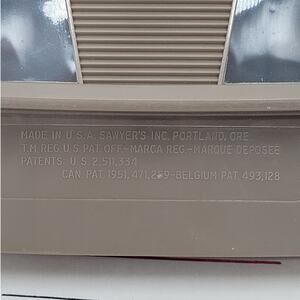 MADE IN U.S.A. SAWYER'S INC. PORTLAND, ORE.
T.M. REG. U.S. PAT. OFF.-MARCA REG-MARQUE DEPOSEE
PATENTS: U.S. 2,511,334
CAN. PAT. 1951, 471,259-BELGIUM PAT. 493,128